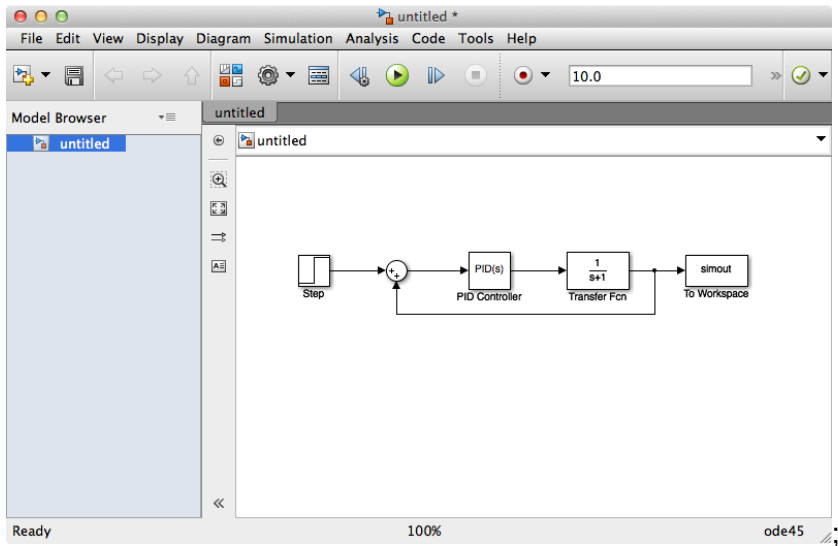 untitled *
File Edit View Display Diagram Simulation Analysis Code Tools Help
10.0
»
Model Browser
untitled
untitled
untitled
A
Step
+
+
PID(s)
PID Controller
1
s+1
Transfer Fcn
simout
To Workspace
«
Ready
100%
ode45